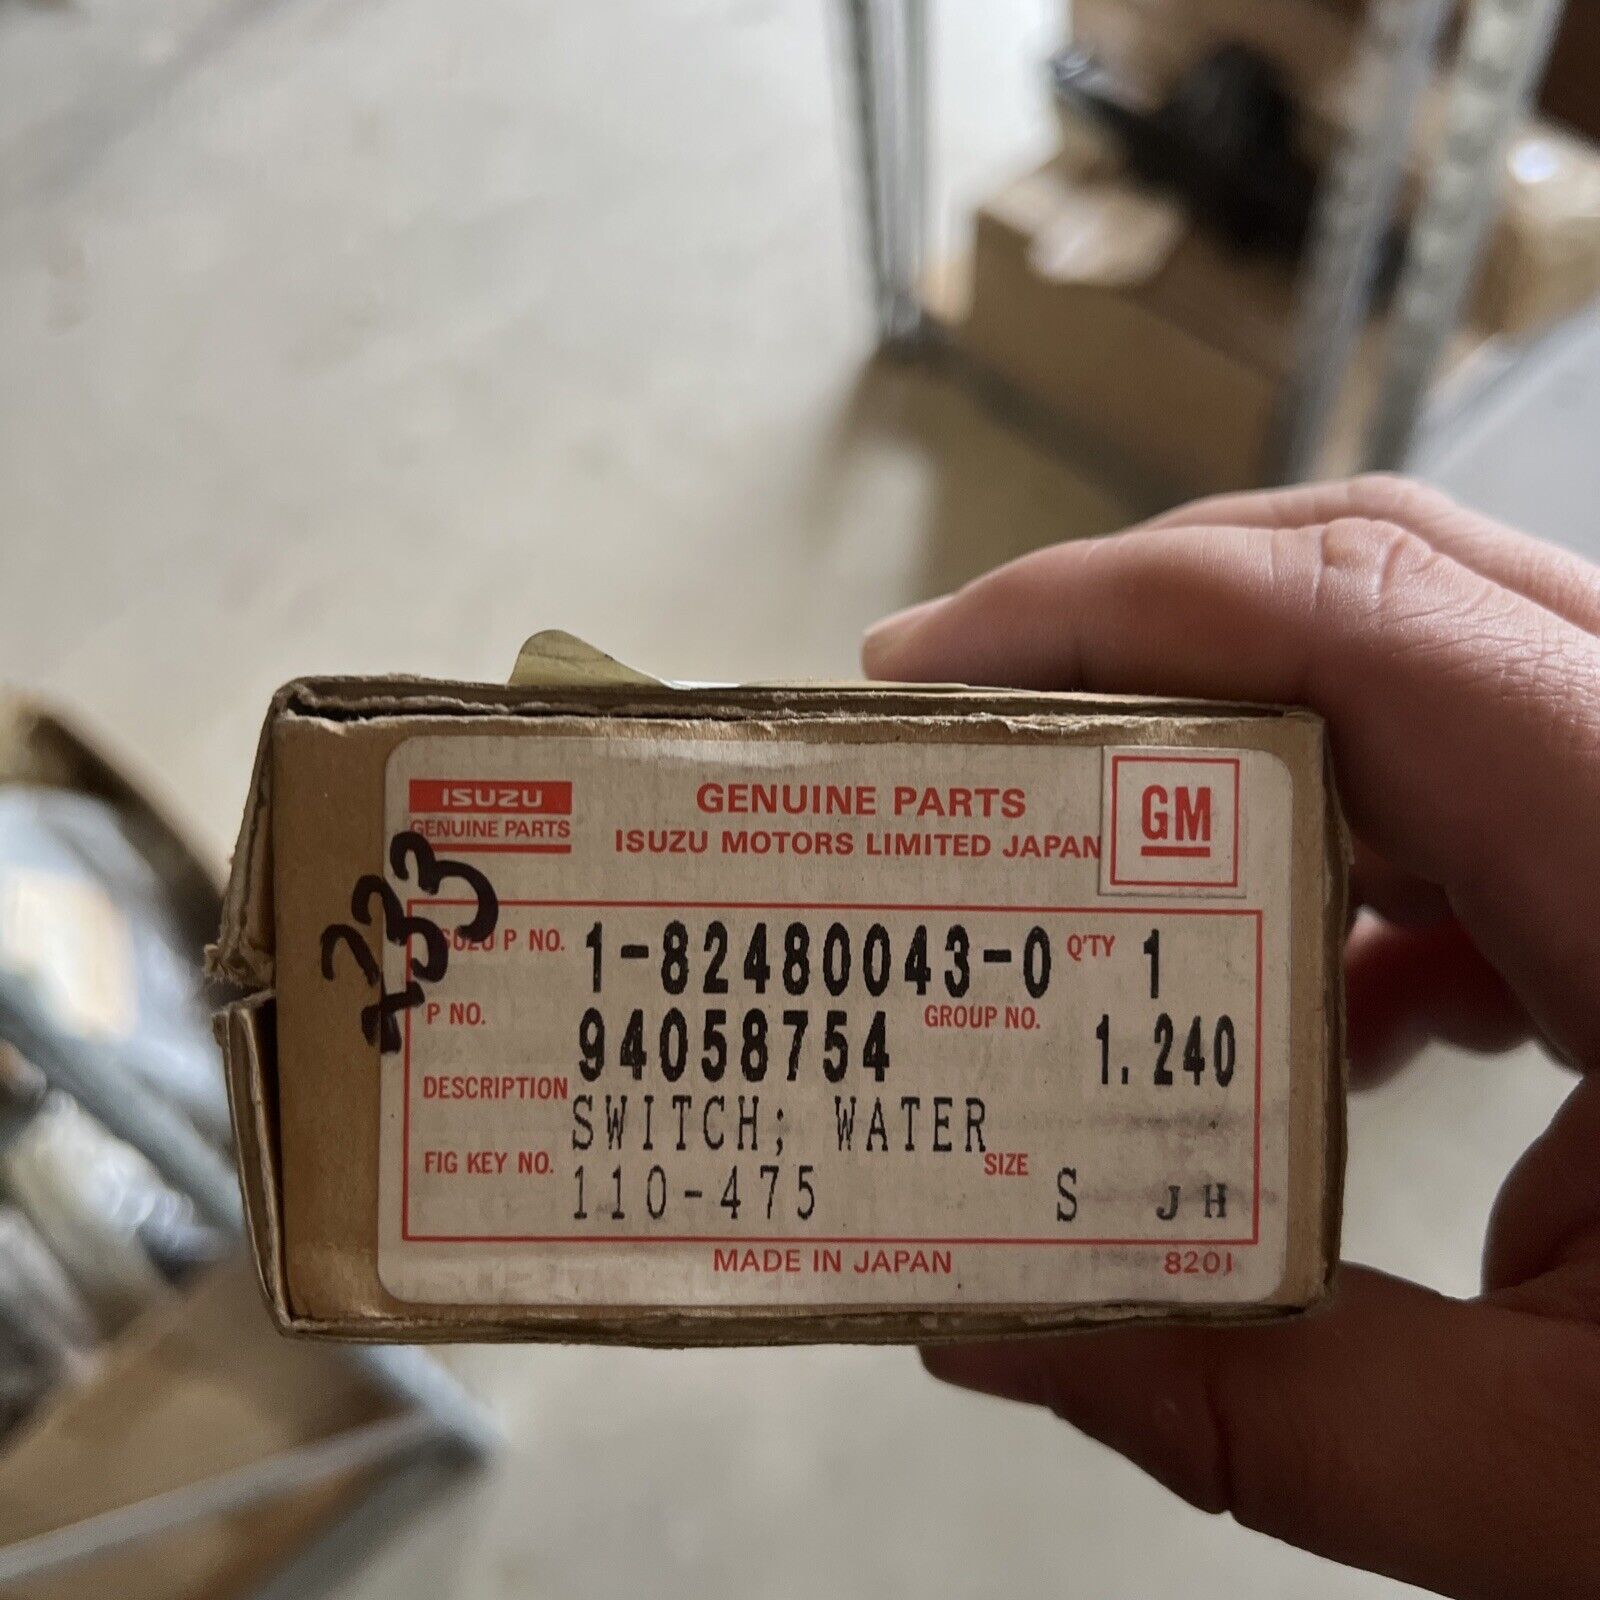 ISUZU
GENUINE PARTS
GENUINE PARTS
ISUZU MOTORS LIMITED JAPAN
GM
ISUZU P NO. 1-82480043-0 Q'TY 1
P NO. 94058754 GROUP NO. 1.240
DESCRIPTION SWITCH; WATER
FIG KEY NO. 110-475 SIZE S JH
MADE IN JAPAN 8201